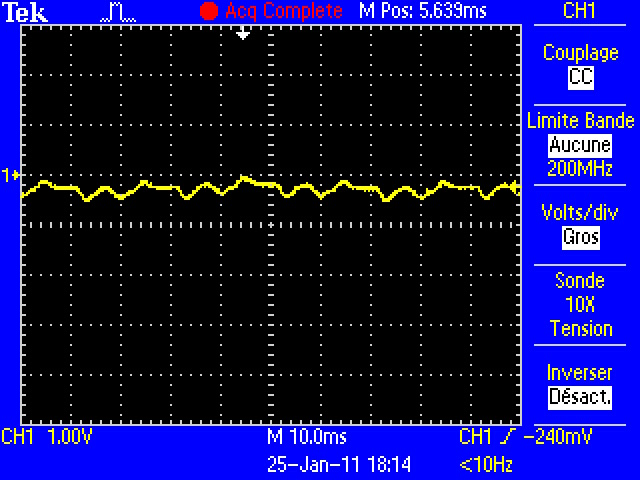 Tek Acq Complete M Pos: 5.639ms CH1
Couplage
CC
Limite Bande
Aucune
200MHz
Volts/div
Gros
Sonde
10X
Tension
Inverser
Désact.
1
CH1 1.00V M 10.0ms CH1 -240mV
25-Jan-11 18:14 <10Hz